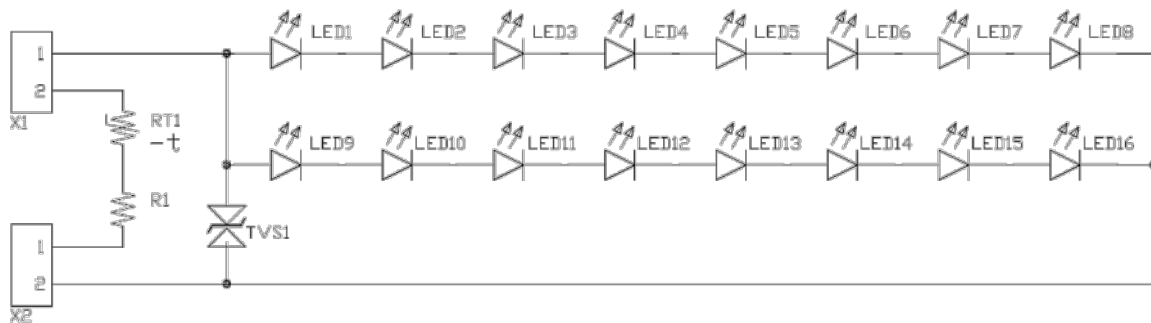 LED1 LED2 LED3 LED4 LED5 LED6 LED7 LED8
1
2
X1
RT1
-t
LED9 LED10 LED11 LED12 LED13 LED14 LED15 LED16
R1
TVS1
1
2
X2